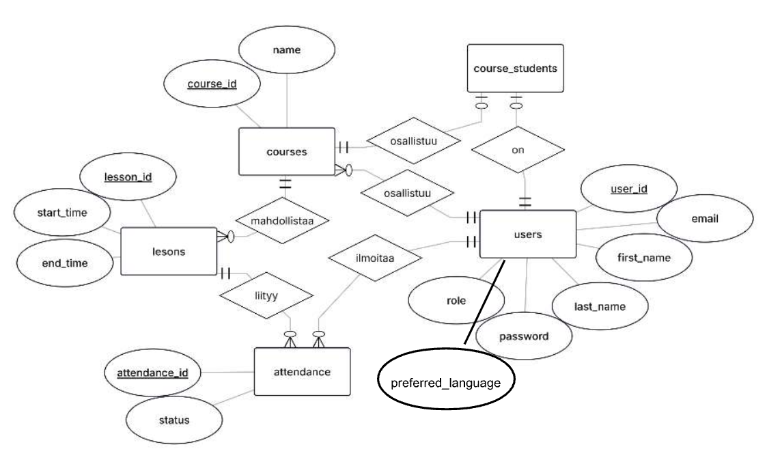 name
course_id
course_students
courses
osallistuu
on
lesson_id
osallistuu
user_id
start_time
mahdollistaa
email
users
lesons
end_time
ilmoitaa
first_name
liityy
role
last_name
password
attendance_id
attendance
preferred_language
status